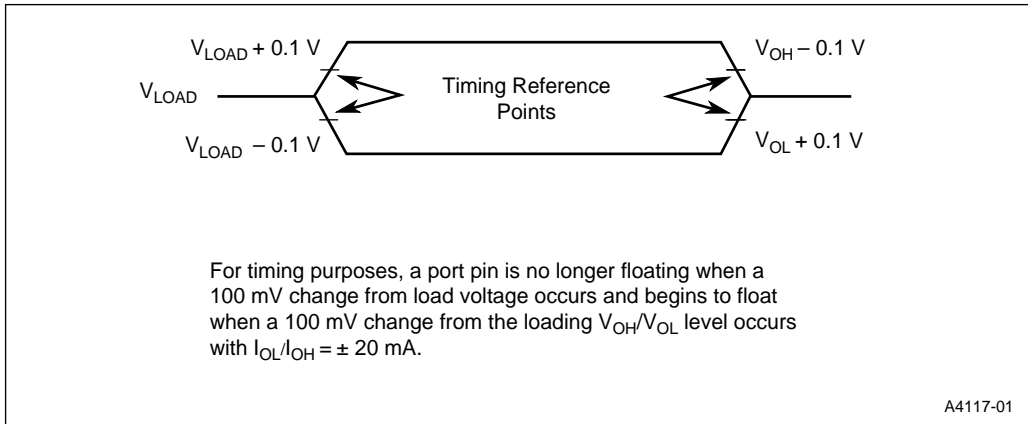 V_LOAD + 0.1 V
V_OH – 0.1 V
V_LOAD
Timing Reference
Points
V_LOAD – 0.1 V
V_OL + 0.1 V
For timing purposes, a port pin is no longer floating when a
100 mV change from load voltage occurs and begins to float
when a 100 mV change from the loading V_OH/V_OL level occurs
with I_OL/I_OH = ± 20 mA.
A4117-01